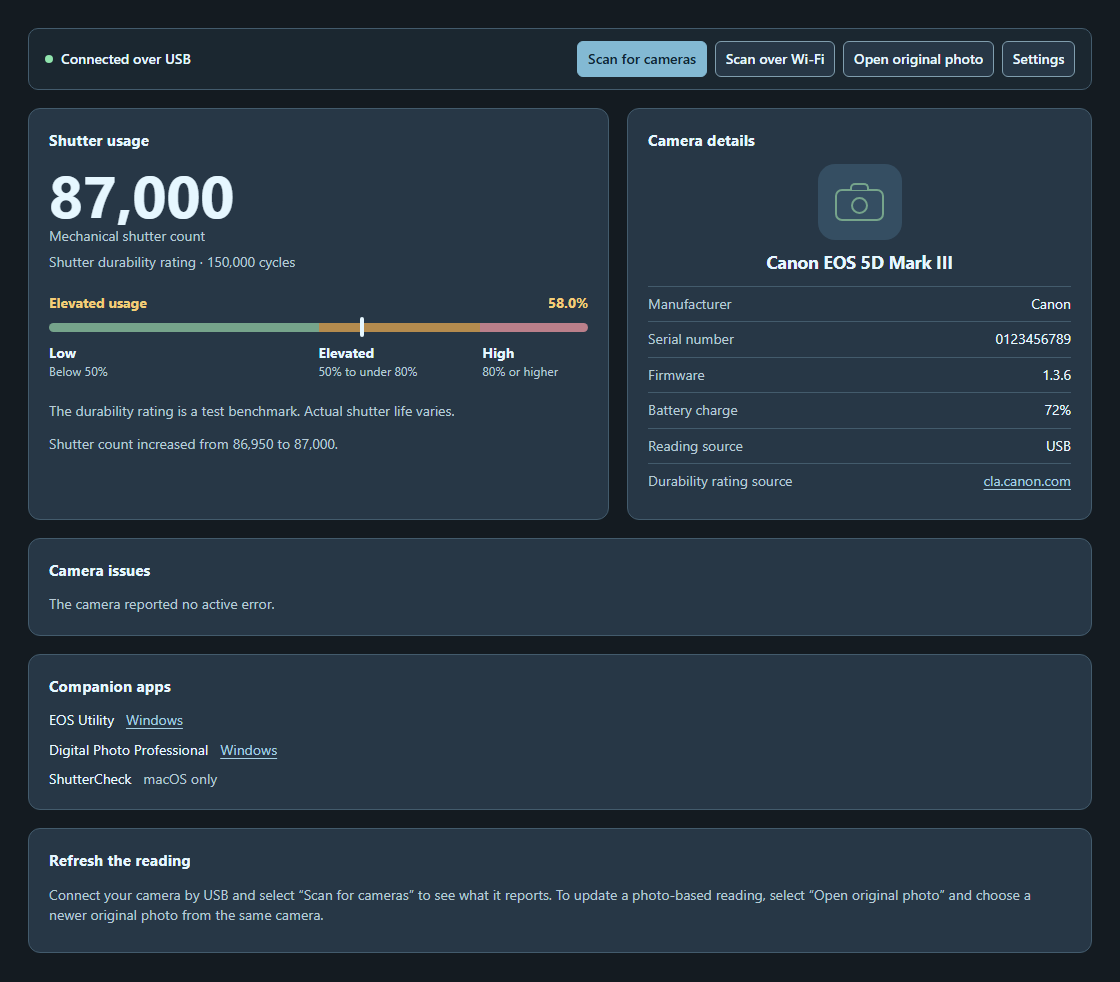 Connected over USB
Scan for cameras
Scan over Wi-Fi
Open original photo
Settings
Shutter usage
87,000
Mechanical shutter count
Shutter durability rating · 150,000 cycles
Elevated usage 58.0%
Low
Below 50%
Elevated
50% to under 80%
High
80% or higher
The durability rating is a test benchmark. Actual shutter life varies.
Shutter count increased from 86,950 to 87,000.
Camera details
Canon EOS 5D Mark III
Manufacturer Canon
Serial number 0123456789
Firmware 1.3.6
Battery charge 72%
Reading source USB
Durability rating source cla.canon.com
Camera issues
The camera reported no active error.
Companion apps
EOS Utility Windows
Digital Photo Professional Windows
ShutterCheck macOS only
Refresh the reading
Connect your camera by USB and select “Scan for cameras” to see what it reports. To update a photo-based reading, select “Open original photo” and choose a
newer original photo from the same camera.